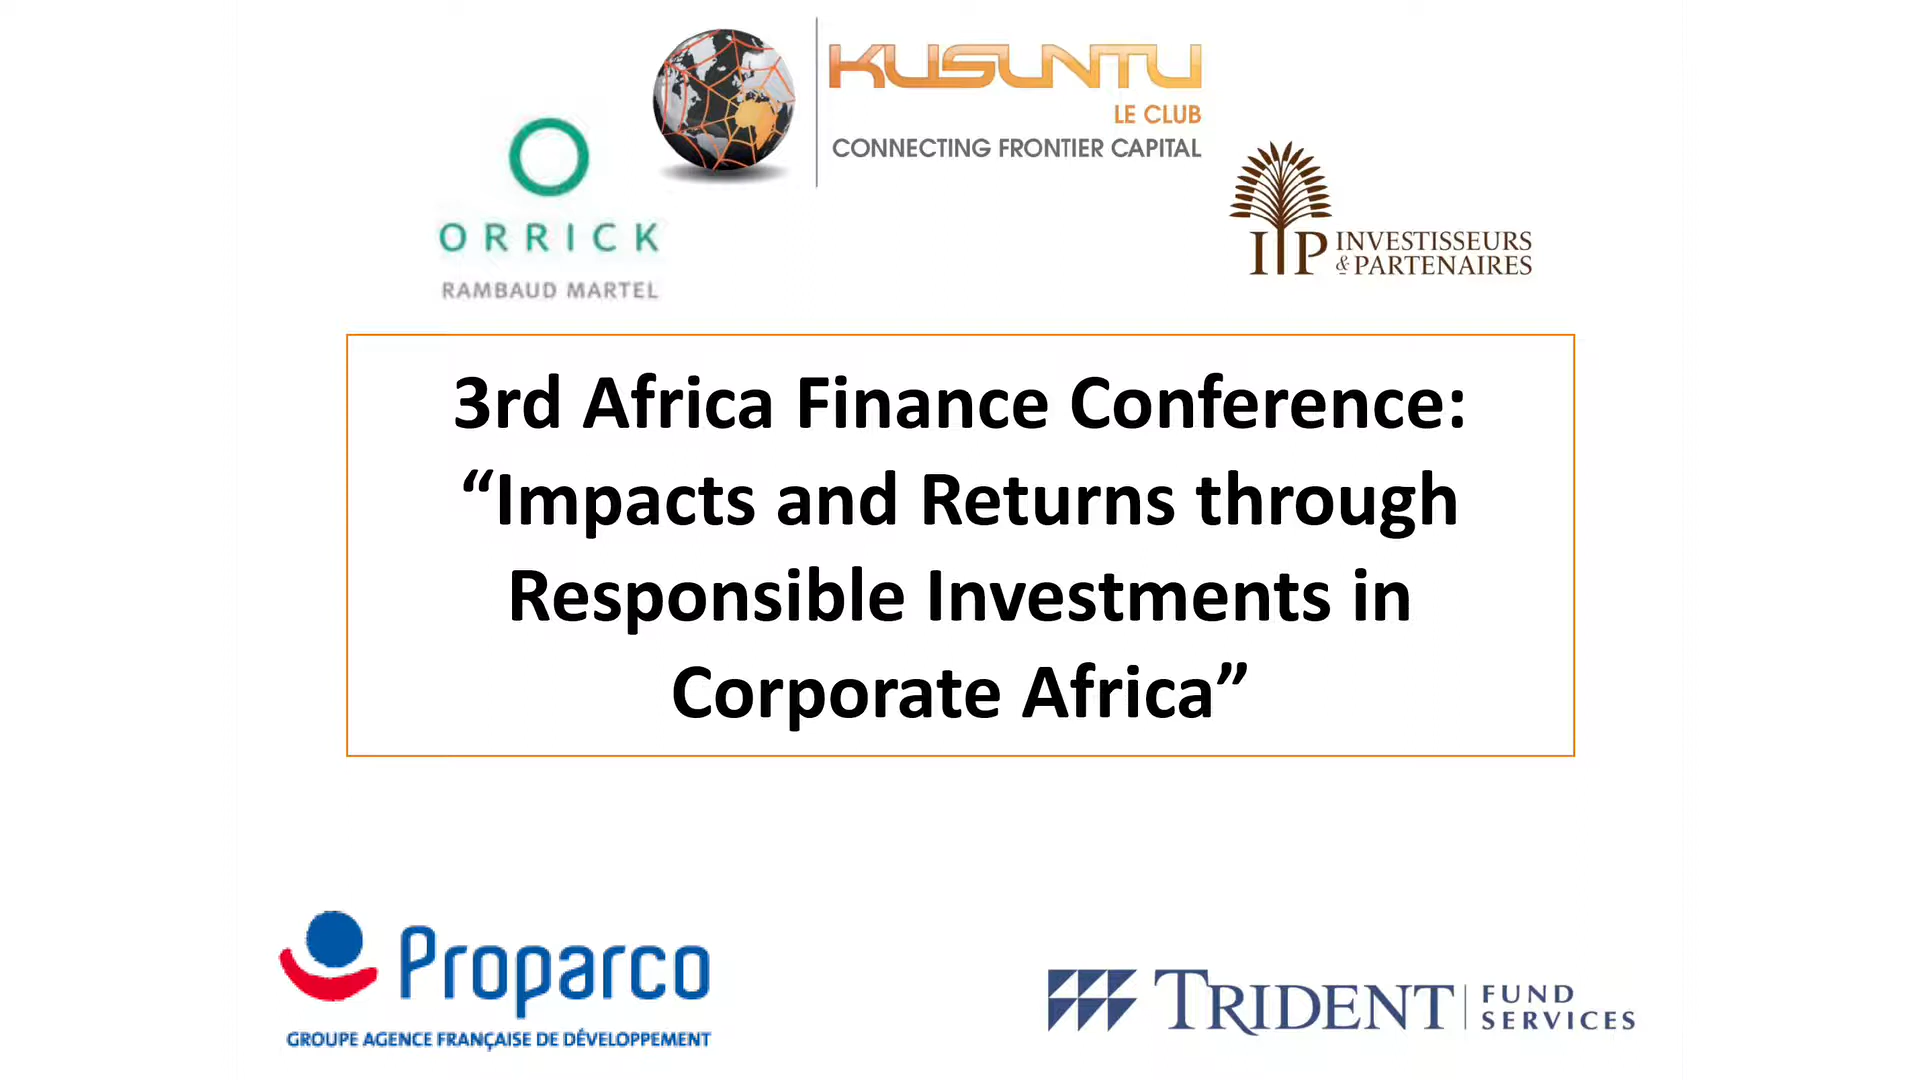 KUSUNTU
LE CLUB
CONNECTING FRONTIER CAPITAL
ORRICK
RAMBAUD MARTEL
I&P INVESTISSEURS
& PARTENAIRES
3rd Africa Finance Conference:
“Impacts and Returns through
Responsible Investments in
Corporate Africa”
Proparco
GROUPE AGENCE FRANÇAISE DE DÉVELOPPEMENT
TRIDENT FUND
SERVICES